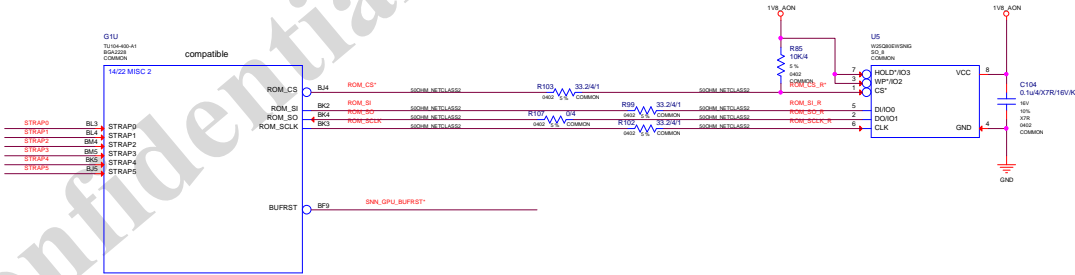 1V8_AON
1V8_AON
G1U
TU104-400-A1
BGA2228
COMMON
compatible
14/22 MISC 2
U5
W25Q80EWSNIG
SO_8
COMMON
R85
10K/4
5 %
0402
COMMON
7 HOLD*/IO3
3 WP*/IO2
1 CS*
VCC 8
C104
0.1u/4/X7R/16V/K
16V
10%
X7R
0402
COMMON
ROM_CS BJ4 ROM_CS* 50OHM_NETCLASS2 R103 33.2/4/1 0402 5 % COMMON 50OHM_NETCLASS2 ROM_CS_R*
ROM_SI BK2 ROM_SI 50OHM_NETCLASS2 R99 33.2/4/1 0402 5 % COMMON 50OHM_NETCLASS2 ROM_SI_R 5 DI/IO0
ROM_SO BK4 ROM_SO 50OHM_NETCLASS2 R107 0/4 0402 5 % COMMON 50OHM_NETCLASS2 ROM_SO_R 2 DO/IO1
ROM_SCLK BK3 50OHM_NETCLASS2 R102 33.2/4/1 0402 5 % COMMON 50OHM_NETCLASS2 ROM_SCLK_R 6 CLK
GND 4
GND
STRAP0 BL3 STRAP0
STRAP1 BL4 STRAP1
STRAP2 BM4 STRAP2
STRAP3 BM5 STRAP3
STRAP4 BK5 STRAP4
STRAP5 BJ5 STRAP5
BUFRST BF9 SNN_GPU_BUFRST*
onfidential